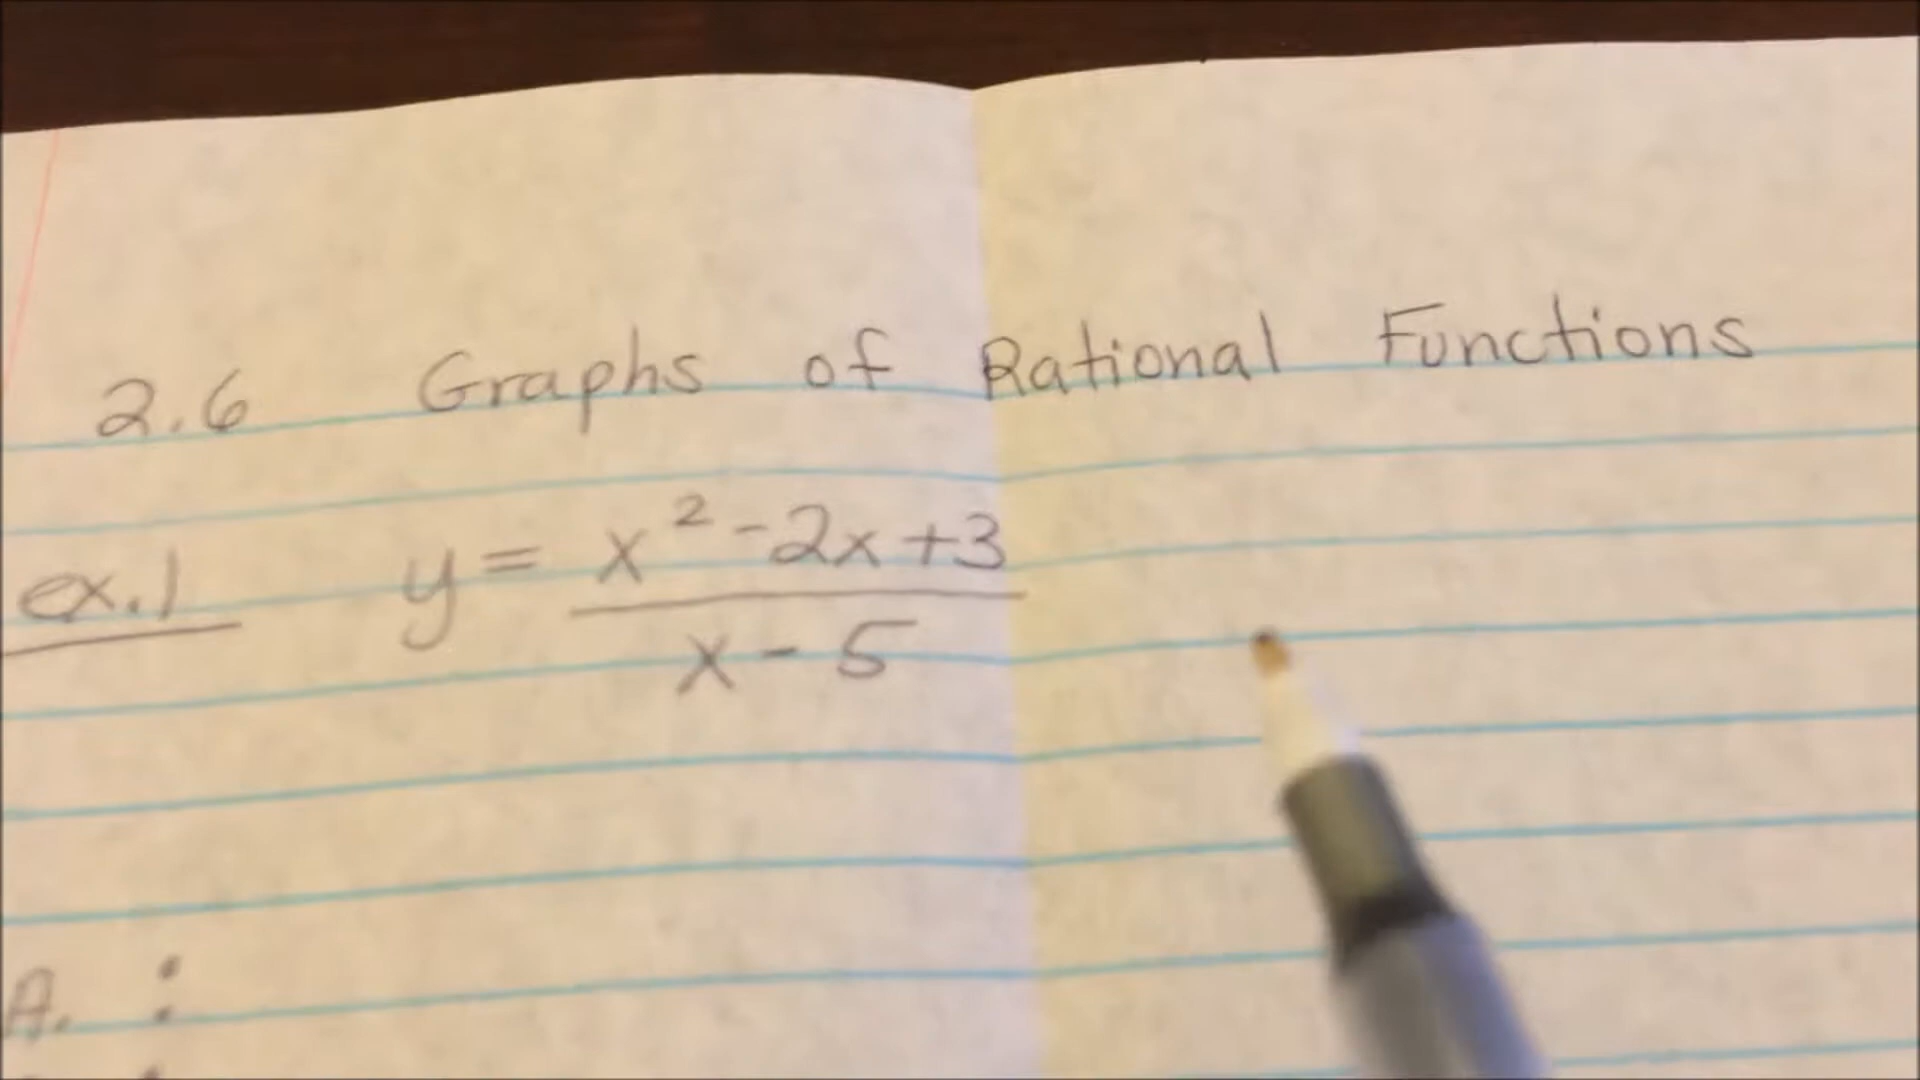 2.6 Graphs of Rational Functions
ex.1 y = x² - 2x + 3
x - 5
A. :